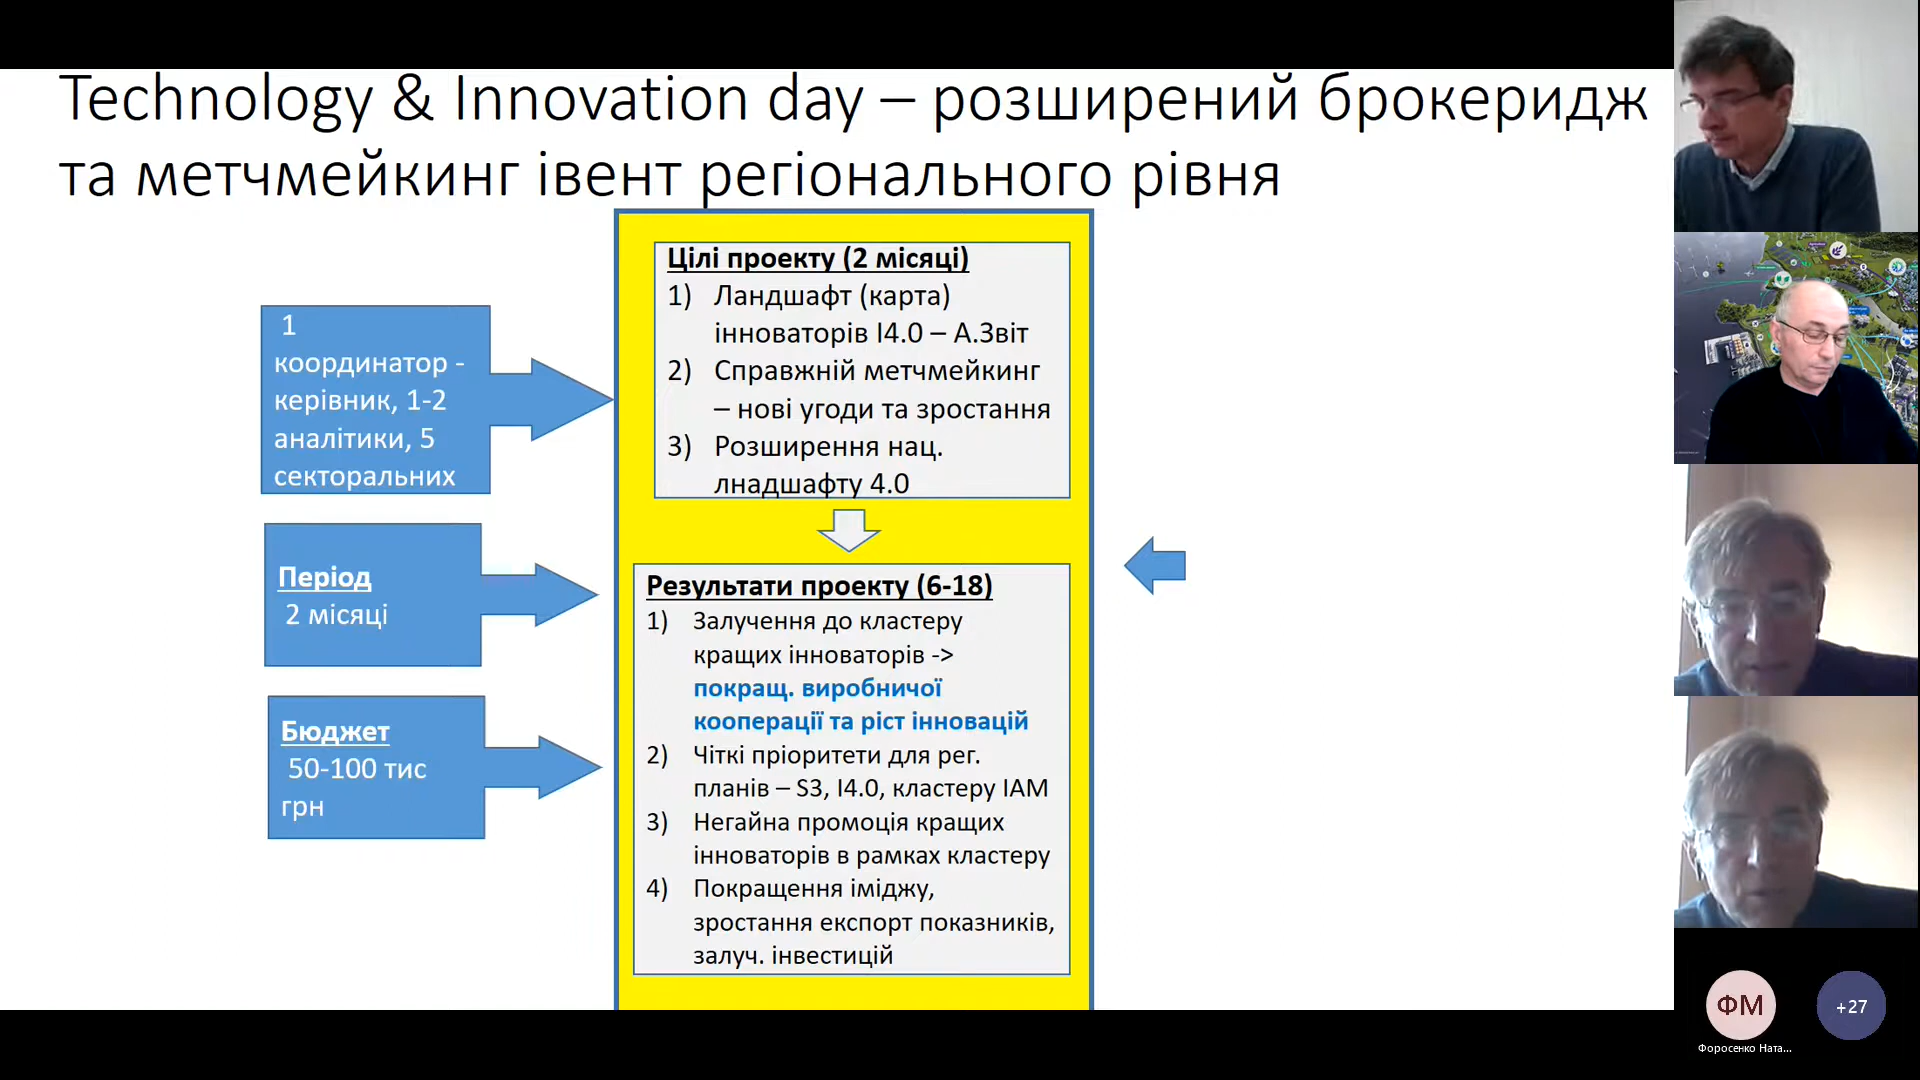 Technology & Innovation day – розширений брокеридж
та метчмейкинг івент регіонального рівня
1
координатор -
керівник, 1-2
аналітики, 5
секторальних
Період
2 місяці
Бюджет
50-100 тис
грн
Цілі проекту (2 місяці)
1) Ландшафт (карта)
інноваторів І4.0 – А.Звіт
2) Справжній метчмейкинг
– нові угоди та зростання
3) Розширення нац.
лнадшафту 4.0
Результати проекту (6-18)
1) Залучення до кластеру
кращих інноваторів ->
покращ. виробничої
кооперації та ріст інновацій
2) Чіткі пріоритети для рег.
планів – S3, І4.0, кластеру ІАМ
3) Негайна промоція кращих
інноваторів в рамках кластеру
4) Покращення іміджу,
зростання експорт показників,
залуч. інвестицій
ФМ
+27
Форосенко Ната...